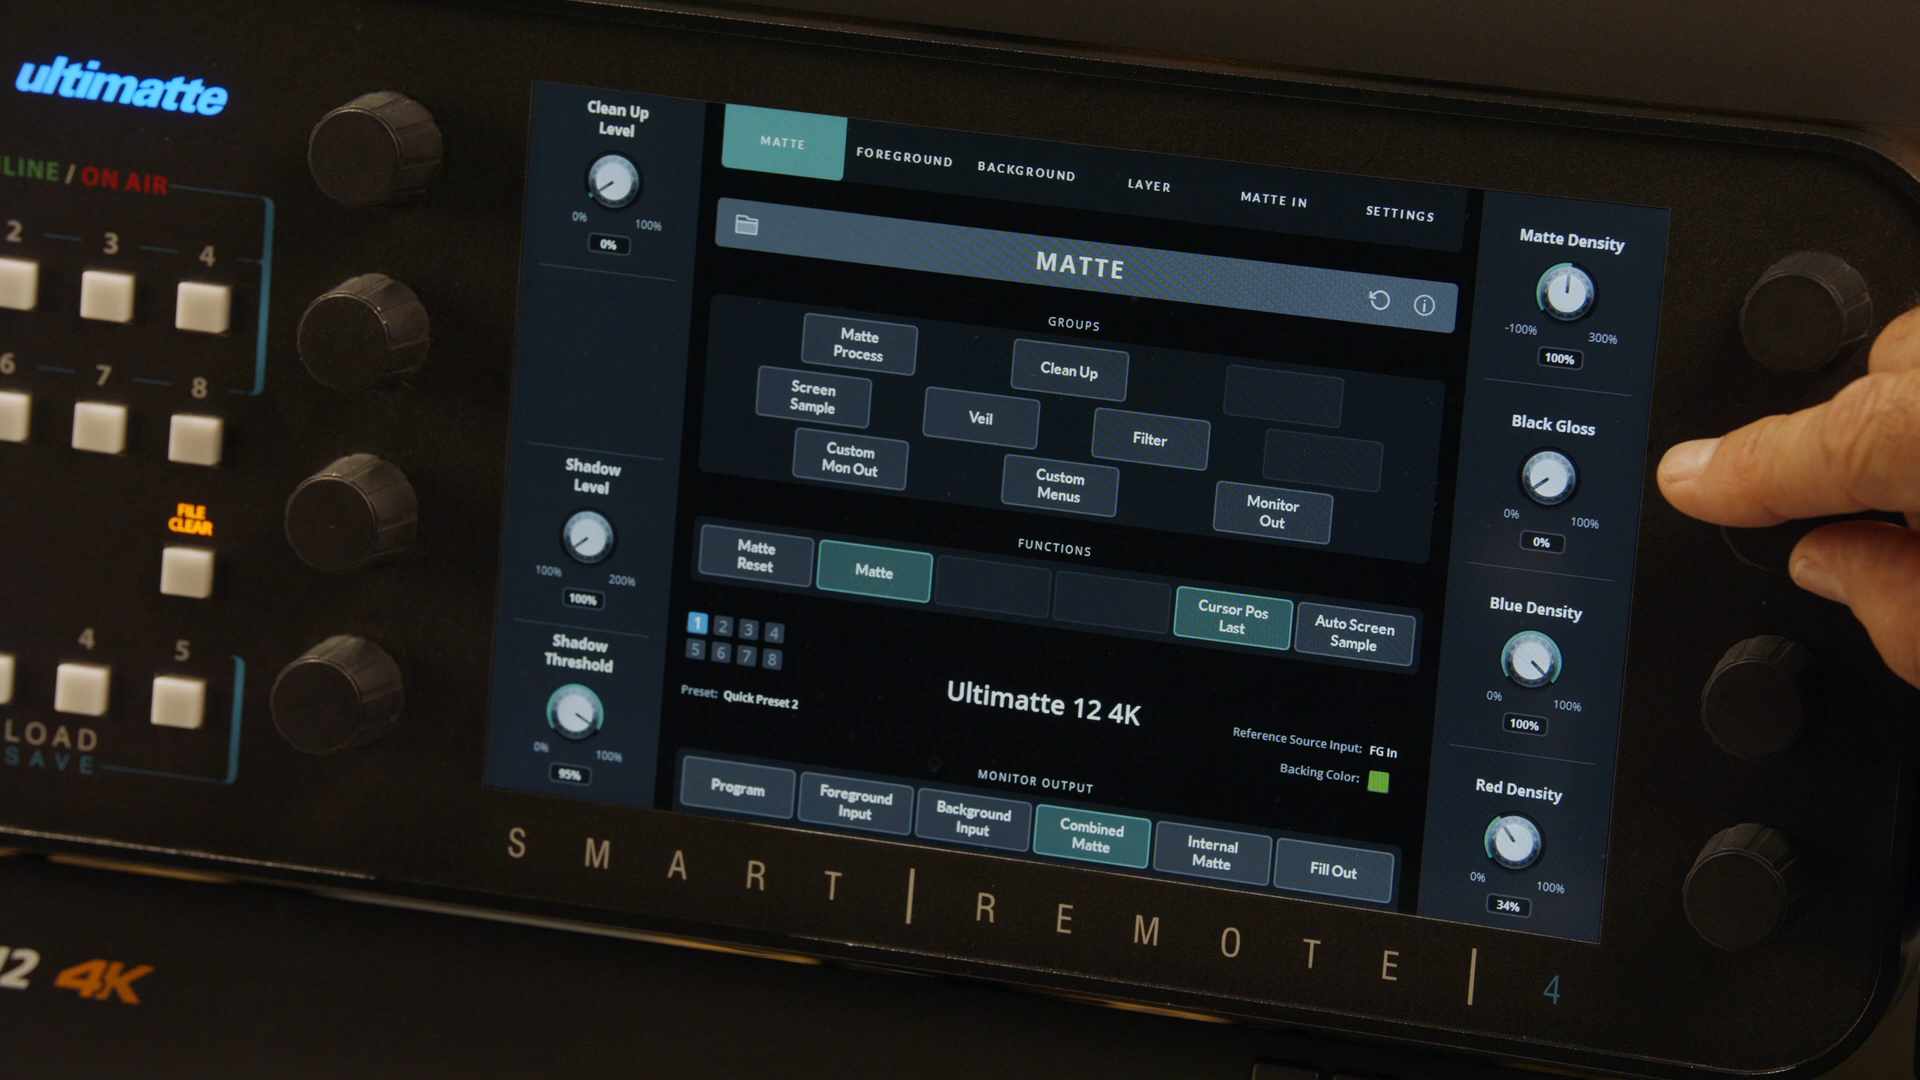 ultimatte
LINE / ON AIR
2 3 4
6 7 8
FILE
CLEAR
4 5
LOAD
SAVE
12 4K
Clean Up
Level
0% 100%
0%
Shadow
Level
100% 200%
100%
Shadow
Threshold
0% 100%
95%
MATTE FOREGROUND BACKGROUND LAYER MATTE IN SETTINGS
MATTE
GROUPS
Matte
Process
Clean Up
Screen
Sample
Veil
Filter
Custom
Mon Out
Custom
Menus
Monitor
Out
FUNCTIONS
Matte
Reset
Matte
Cursor Pos
Last
Auto Screen
Sample
1 2 3 4
5 6 7 8
Preset: Quick Preset 2
Ultimatte 12 4K
Reference Source Input: FG In
Backing Color:
MONITOR OUTPUT
Program
Foreground
Input
Background
Input
Combined
Matte
Internal
Matte
Fill Out
Matte Density
-100% 300%
100%
Black Gloss
0% 100%
0%
Blue Density
0% 100%
100%
Red Density
0% 100%
34%
SMART | REMOTE | 4